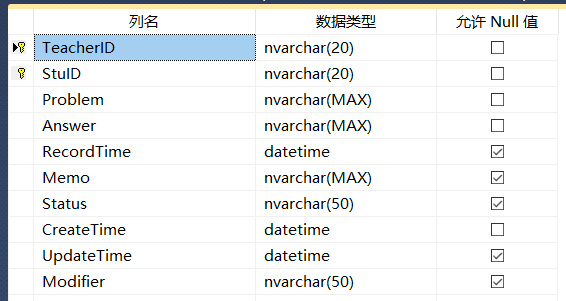 列名 数据类型 允许 Null 值
TeacherID nvarchar(20)
StuID nvarchar(20)
Problem nvarchar(MAX)
Answer nvarchar(MAX)
RecordTime datetime
Memo nvarchar(MAX)
Status nvarchar(50)
CreateTime datetime
UpdateTime datetime
Modifier nvarchar(50)